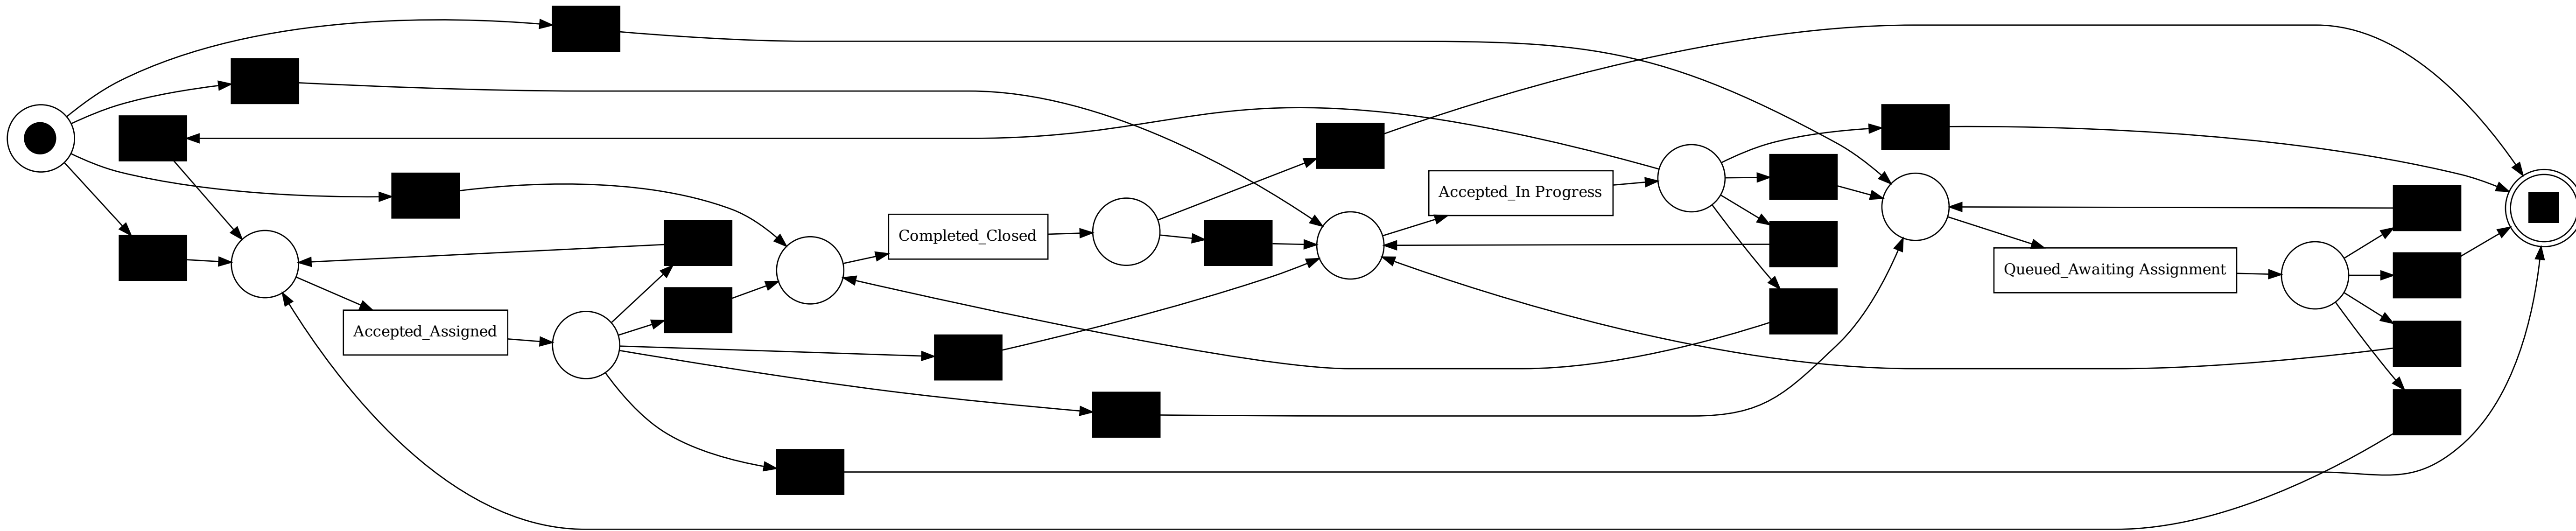 Accepted_In Progress
Completed_Closed
Queued_Awaiting Assignment
Accepted_Assigned